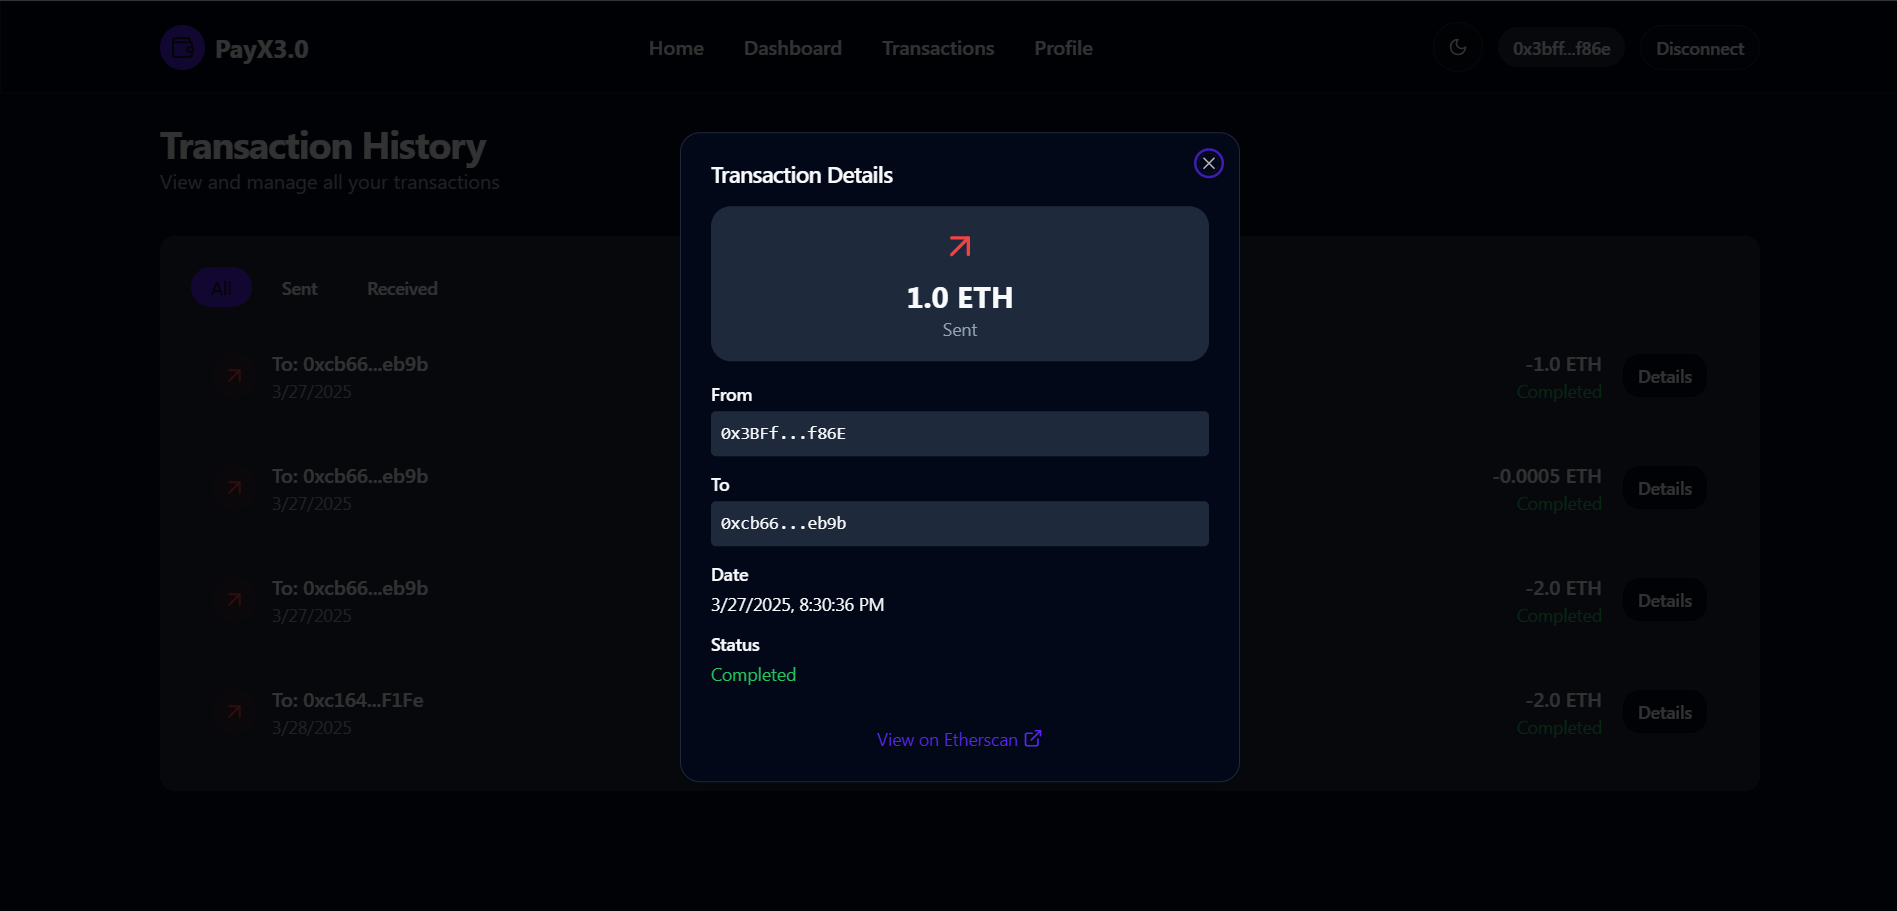 PayX3.0
Home Dashboard Transactions Profile
0x3bff...f86e Disconnect
Transaction History
View and manage all your transactions
All Sent Received
To: 0xcb66...eb9b
3/27/2025
-1.0 ETH
Completed
Details
To: 0xcb66...eb9b
3/27/2025
-0.0005 ETH
Completed
Details
To: 0xcb66...eb9b
3/27/2025
-2.0 ETH
Completed
Details
To: 0xc164...F1Fe
3/28/2025
-2.0 ETH
Completed
Details
Transaction Details
1.0 ETH
Sent
From
0x3BFf...f86E
To
0xcb66...eb9b
Date
3/27/2025, 8:30:36 PM
Status
Completed
View on Etherscan